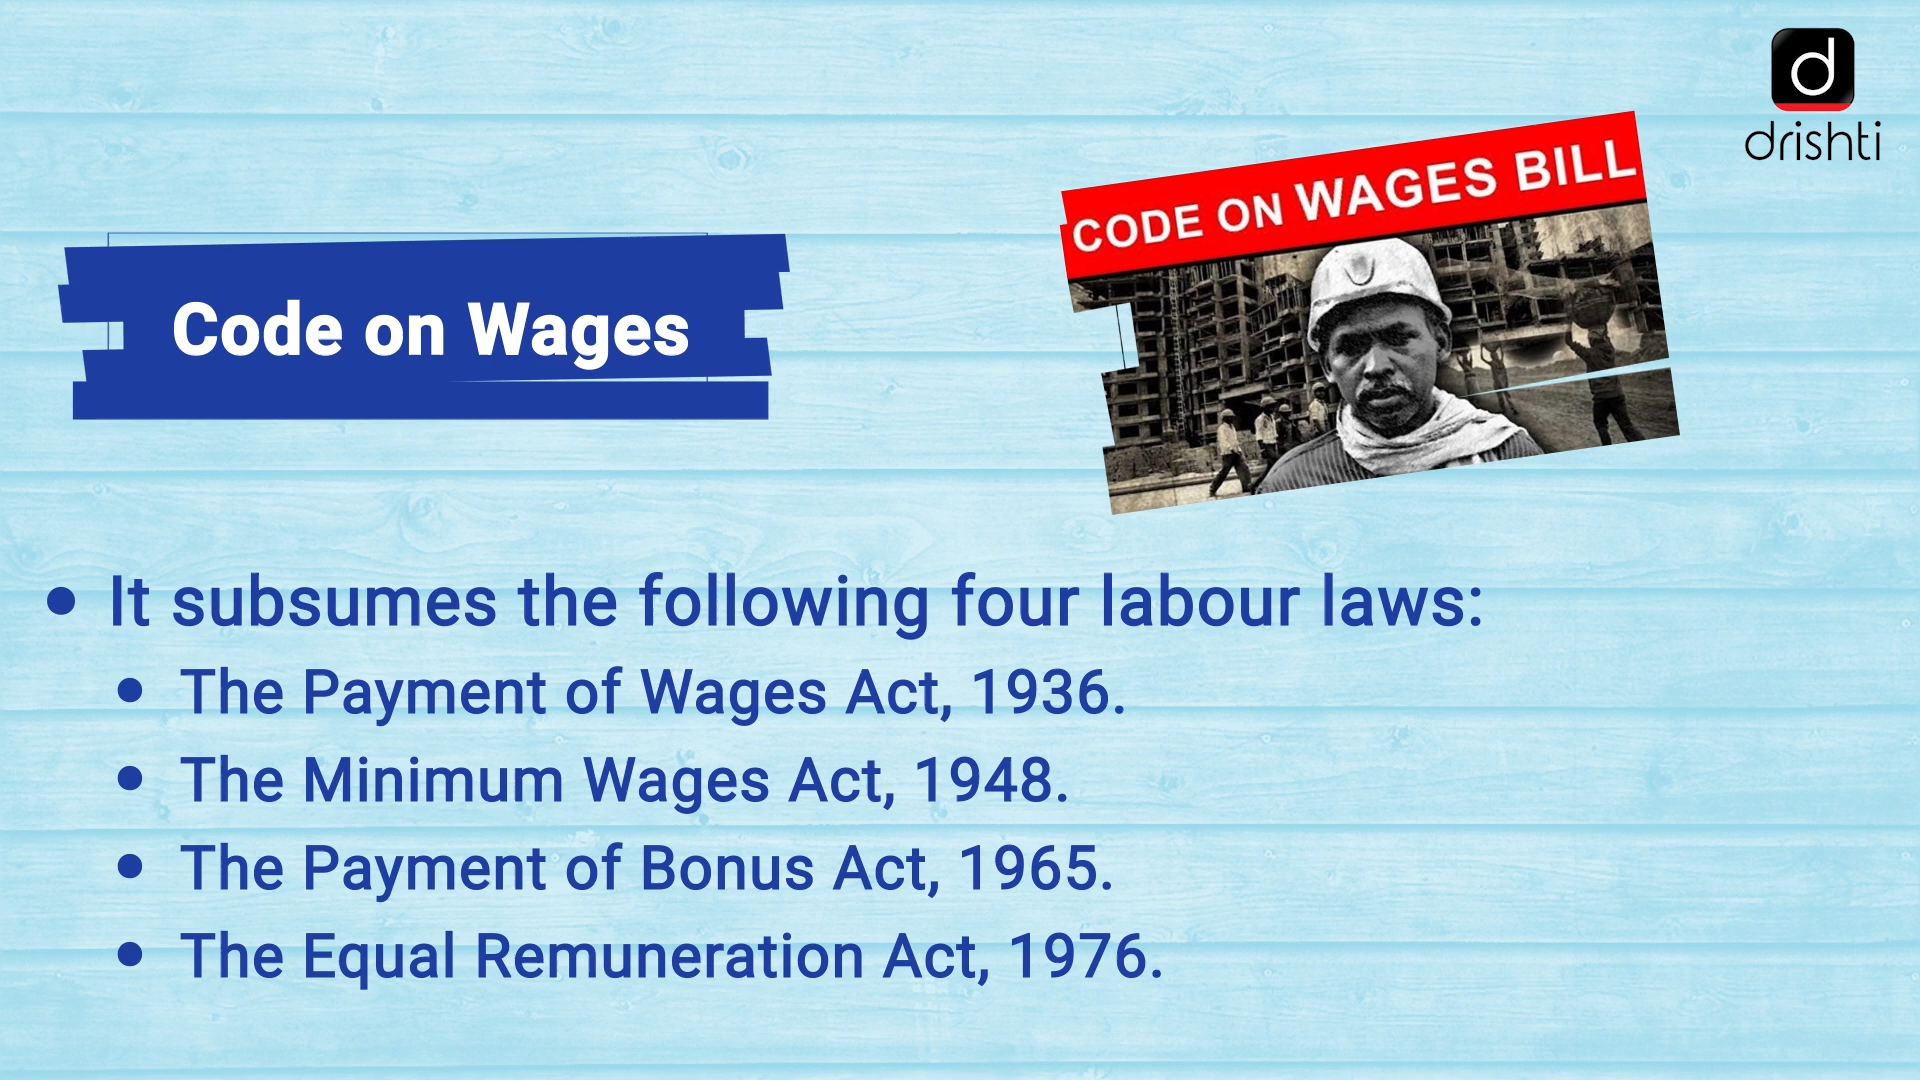 drishti
CODE ON WAGES BILL
Code on Wages
• It subsumes the following four labour laws:
• The Payment of Wages Act, 1936.
• The Minimum Wages Act, 1948.
• The Payment of Bonus Act, 1965.
• The Equal Remuneration Act, 1976.